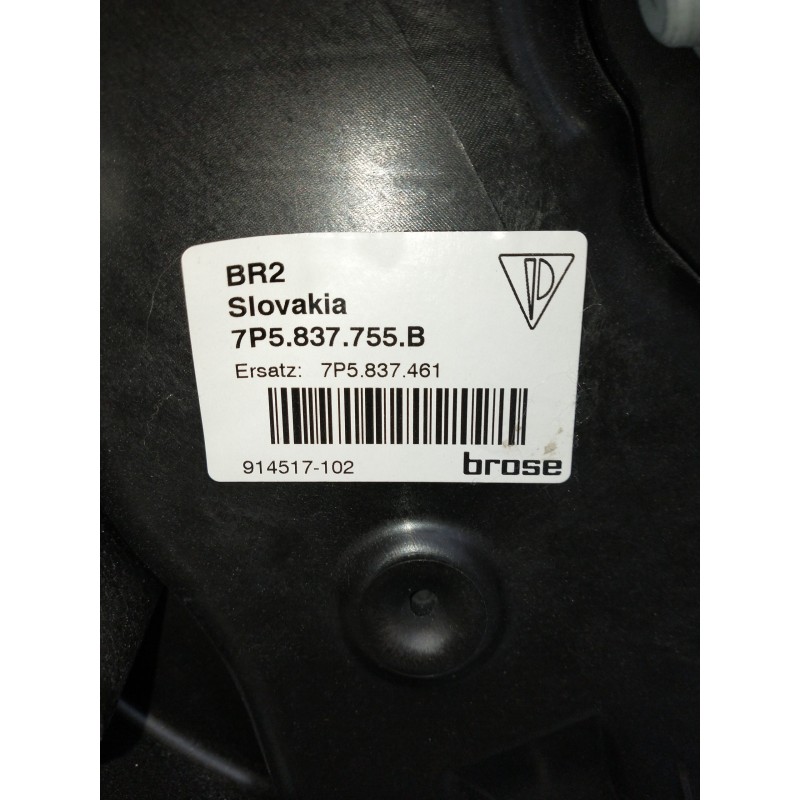 BR2
Slovakia
7P5.837.755.B
Ersatz: 7P5.837.461
914517-102 brose